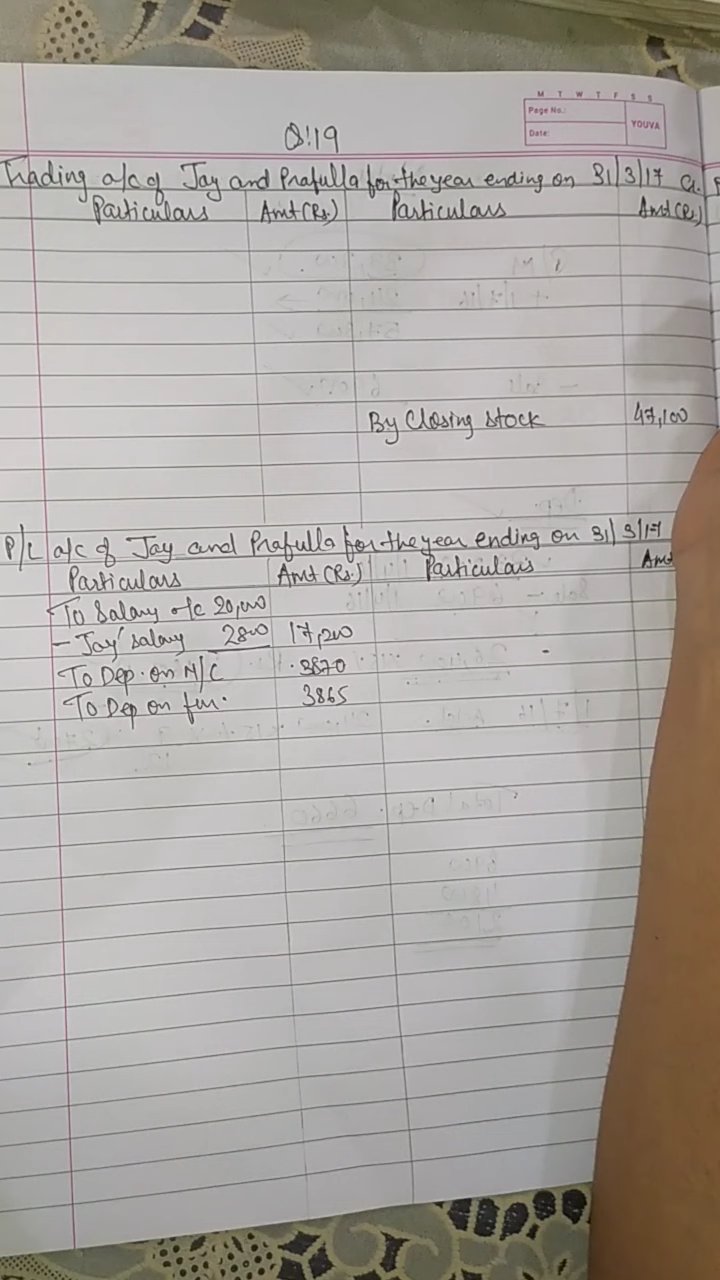 M T W T F S S
Page No.:
Date:
YOUVA
Q:19
Trading a/c of Jay and Prafulla for the year ending on 31/3/17 Cr.
Particulars Amt (Rs.) Particulars Amt (Rs.)
By Closing stock 47,100
P/L a/c of Jay and Prafulla for the year ending on 31/3/17
Particulars Amt (Rs.) Particulars Amt
To Salary a/c 20,000
- Jay' salary 2800 17,200
To Dep. on M/C 3870
To Dep on fur. 3865